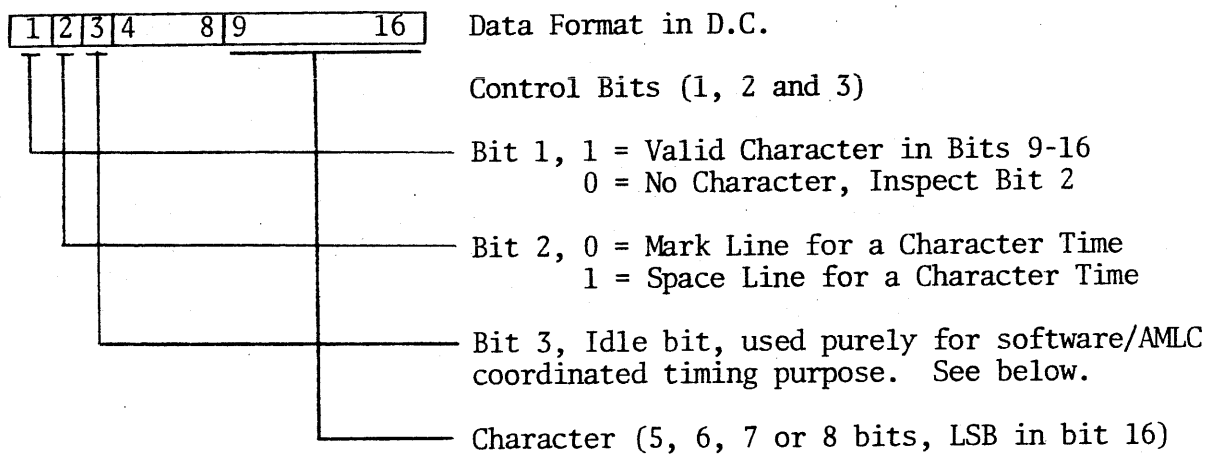 1 2 3 4 8 9 16 Data Format in D.C.
Control Bits (1, 2 and 3)
Bit 1, 1 = Valid Character in Bits 9-16
0 = No Character, Inspect Bit 2
Bit 2, 0 = Mark Line for a Character Time
1 = Space Line for a Character Time
Bit 3, Idle bit, used purely for software/AMLC
coordinated timing purpose. See below.
Character (5, 6, 7 or 8 bits, LSB in bit 16)